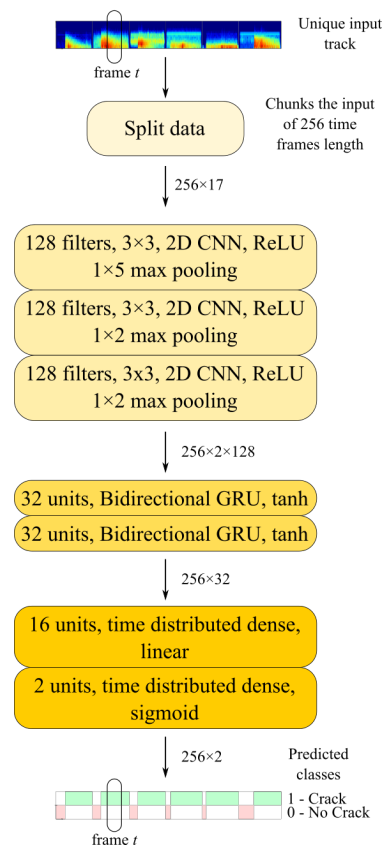 Unique input
track
frame t
Split data
Chunks the input
of 256 time
frames length
256×17
128 filters, 3×3, 2D CNN, ReLU
1×5 max pooling
128 filters, 3×3, 2D CNN, ReLU
1×2 max pooling
128 filters, 3x3, 2D CNN, ReLU
1×2 max pooling
256×2×128
32 units, Bidirectional GRU, tanh
32 units, Bidirectional GRU, tanh
256×32
16 units, time distributed dense,
linear
2 units, time distributed dense,
sigmoid
256×2
Predicted
classes
1 - Crack
0 - No Crack
frame t